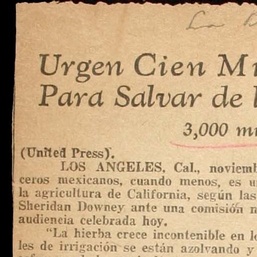 La
Urgen Cien M
Para Salvar de
3,000
(United Press).
LOS ANGELES, Cal., noviemb
ceros mexicanos, cuando menos, es u
la agricultura de California, según las
Sheridan Downey ante una comisión
audiencia celebrada hoy.
"La hierba crece incontenible en l
les de irrigación se están azolvando y